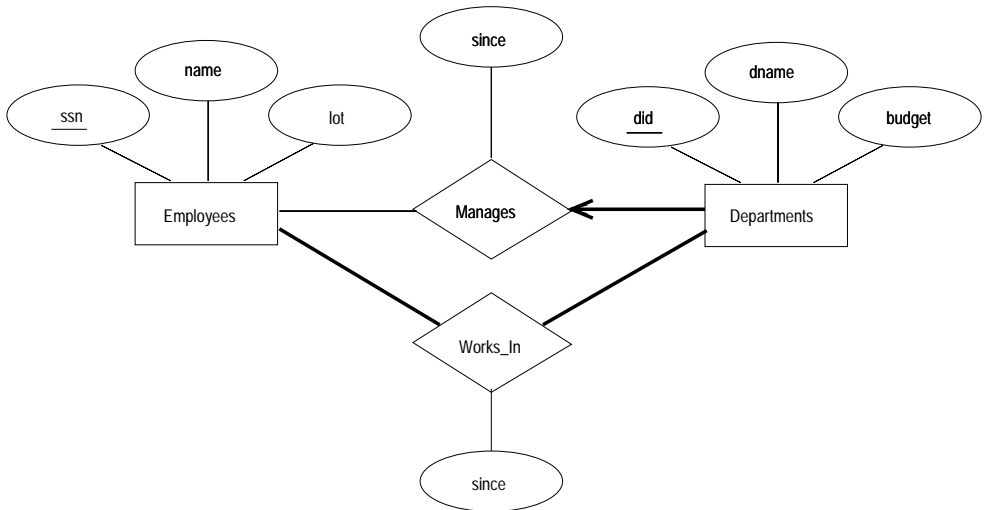 since
name
dname
ssn
lot
did
budget
Employees
Manages
Departments
Works_In
since